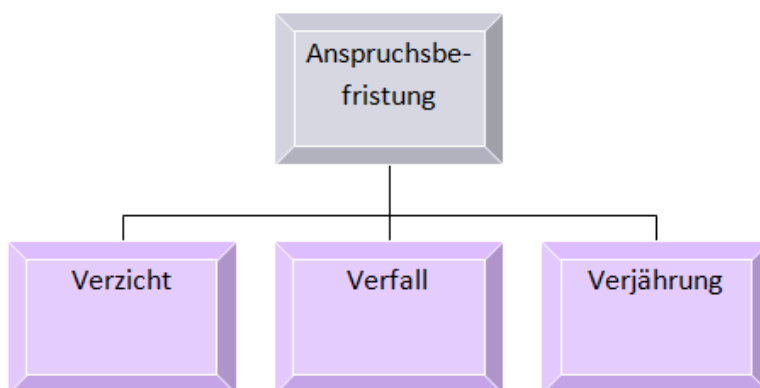 Anspruchsbe-
fristung
Verzicht
Verfall
Verjährung